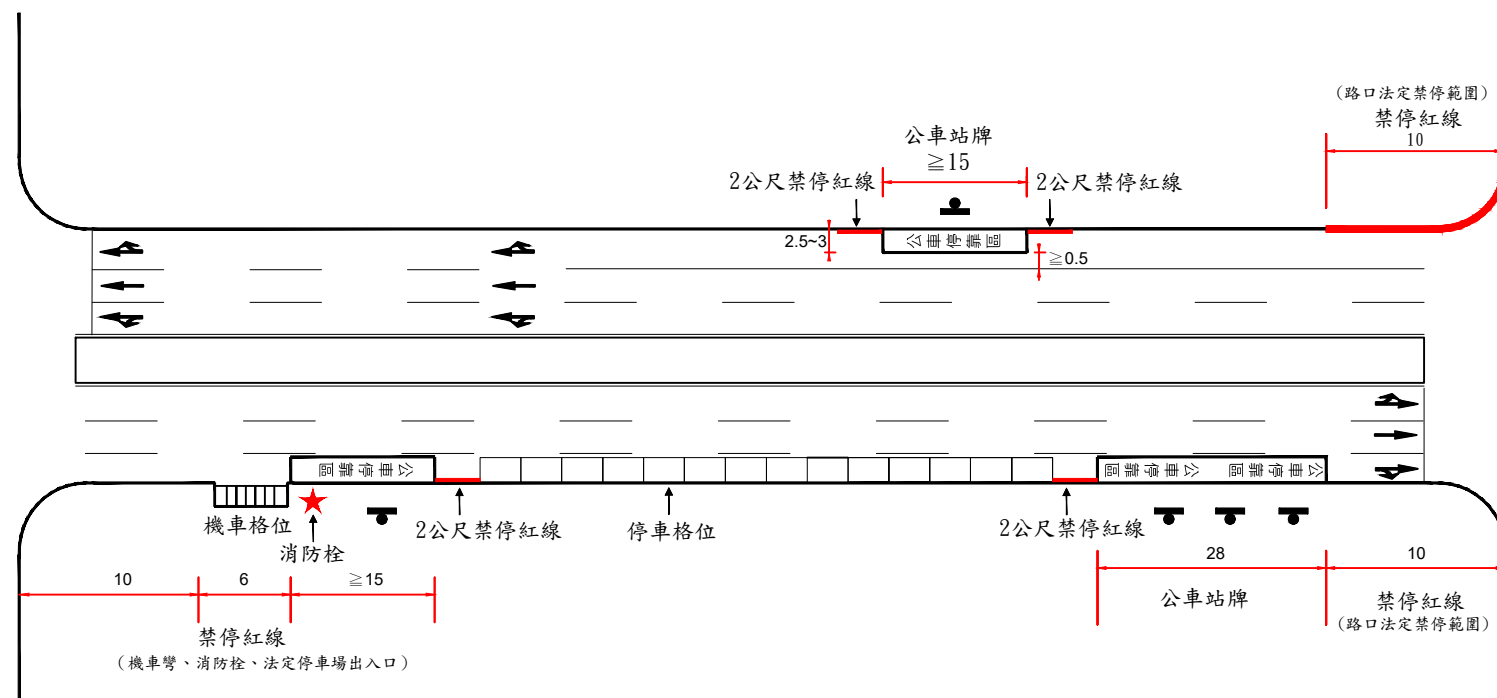 （路口法定禁停範圍）
禁停紅線
10
公車站牌
≧15
2公尺禁停紅線
2公尺禁停紅線
2.5~3
公車停靠區
≧0.5
公車停靠區
公車停靠區
公車停靠區
機車格位
消防栓
2公尺禁停紅線
停車格位
2公尺禁停紅線
10
6
≧15
28
10
公車站牌
禁停紅線
（路口法定禁停範圍）
禁停紅線
（機車彎、消防栓、法定停車場出入口）